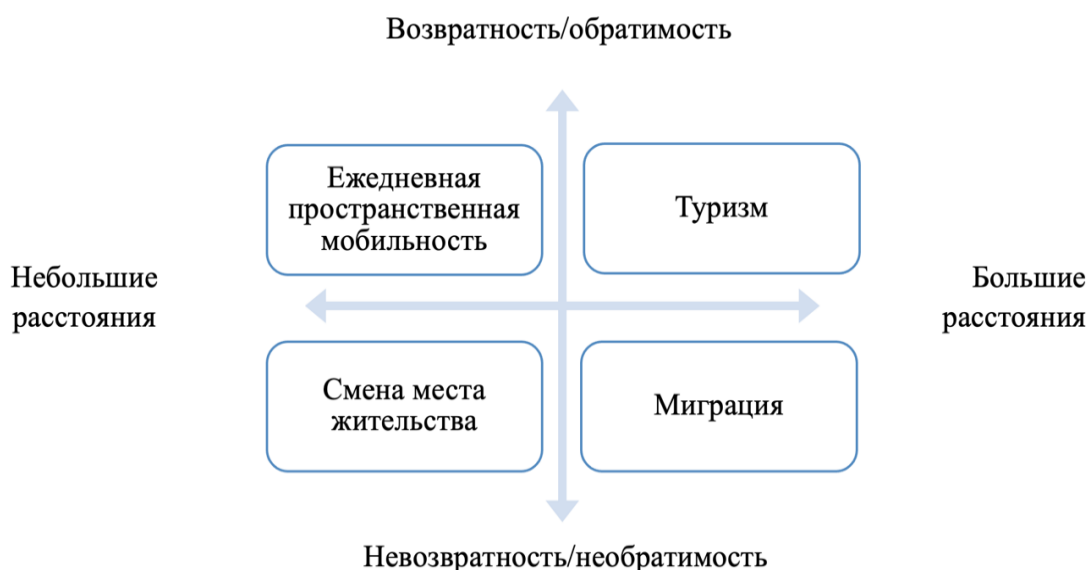 Возвратность/обратимость
Ежедневная
пространственная
мобильность
Туризм
Небольшие
расстояния
Большие
расстояния
Смена места
жительства
Миграция
Невозвратность/необратимость